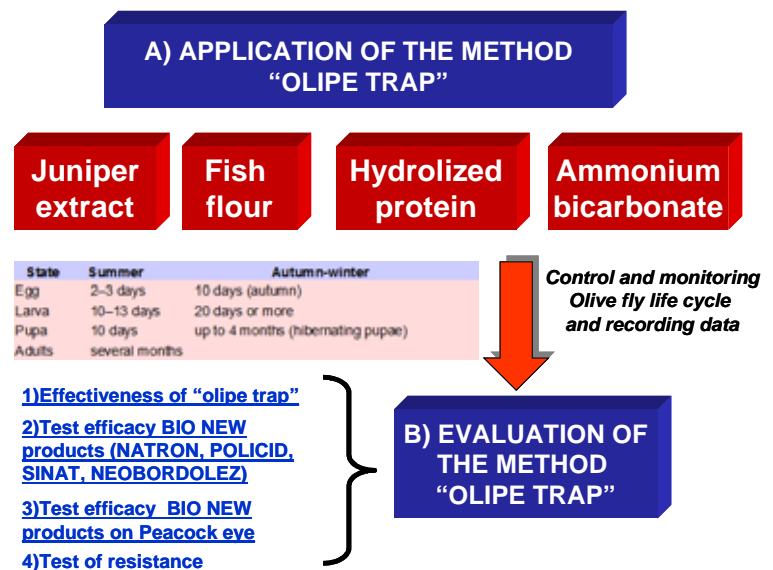 A) APPLICATION OF THE METHOD
“OLIPE TRAP”
Juniper
extract
Fish
flour
Hydrolized
protein
Ammonium
bicarbonate
State Summer Autumn-winter
Egg 2–3 days 10 days (autumn)
Larva 10–13 days 20 days or more
Pupa 10 days up to 4 months (hibernating pupae)
Adults several months
Control and monitoring
Olive fly life cycle
and recording data
1)Effectiveness of “olipe trap”
2)Test efficacy BIO NEW
products (NATRON, POLICID,
SINAT, NEOBORDOLEZ)
3)Test efficacy BIO NEW
products on Peacock eye
4)Test of resistance
B) EVALUATION OF
THE METHOD
“OLIPE TRAP”